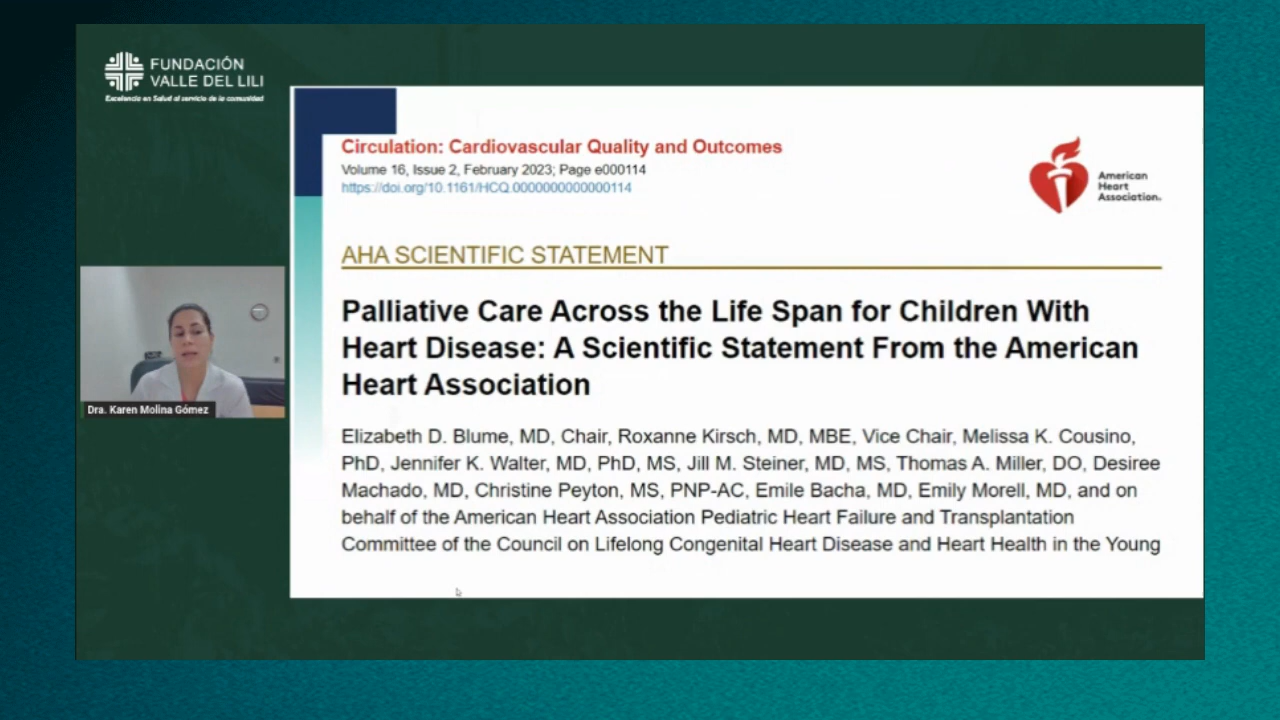 FUNDACIÓN
VALLE DEL LILI
Excelencia en Salud al servicio de la comunidad
Circulation: Cardiovascular Quality and Outcomes
Volume 16, Issue 2, February 2023; Page e000114
https://doi.org/10.1161/HCQ.0000000000000114
American
Heart
Association.
AHA SCIENTIFIC STATEMENT
Palliative Care Across the Life Span for Children With
Heart Disease: A Scientific Statement From the American
Heart Association
Elizabeth D. Blume, MD, Chair, Roxanne Kirsch, MD, MBE, Vice Chair, Melissa K. Cousino,
PhD, Jennifer K. Walter, MD, PhD, MS, Jill M. Steiner, MD, MS, Thomas A. Miller, DO, Desiree
Machado, MD, Christine Peyton, MS, PNP-AC, Emile Bacha, MD, Emily Morell, MD, and on
behalf of the American Heart Association Pediatric Heart Failure and Transplantation
Committee of the Council on Lifelong Congenital Heart Disease and Heart Health in the Young
Dra. Karen Molina Gómez